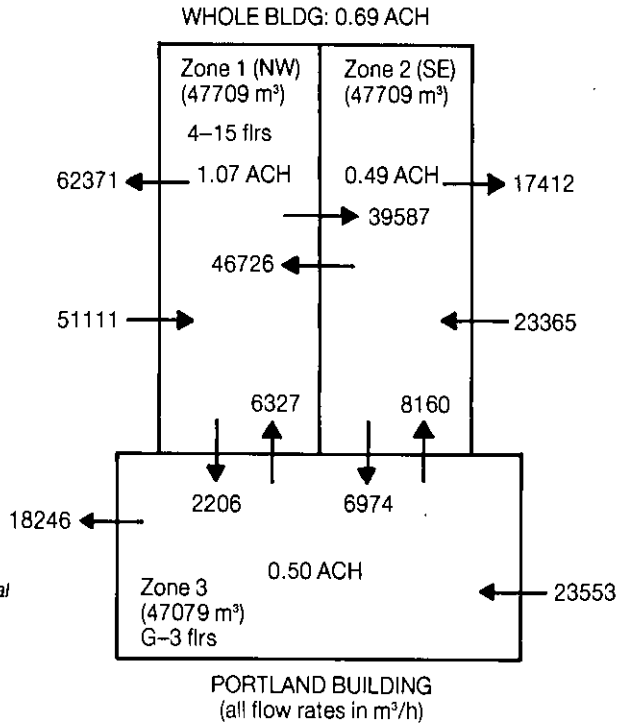 WHOLE BLDG: 0.69 ACH
Zone 1 (NW)
(47709 m³)
4–15 flrs
1.07 ACH
Zone 2 (SE)
(47709 m³)
0.49 ACH
62371
17412
39587
46726
51111
23365
6327
8160
2206
6974
18246
al
0.50 ACH
23553
Zone 3
(47079 m³)
G–3 flrs
PORTLAND BUILDING
(all flow rates in m³/h)